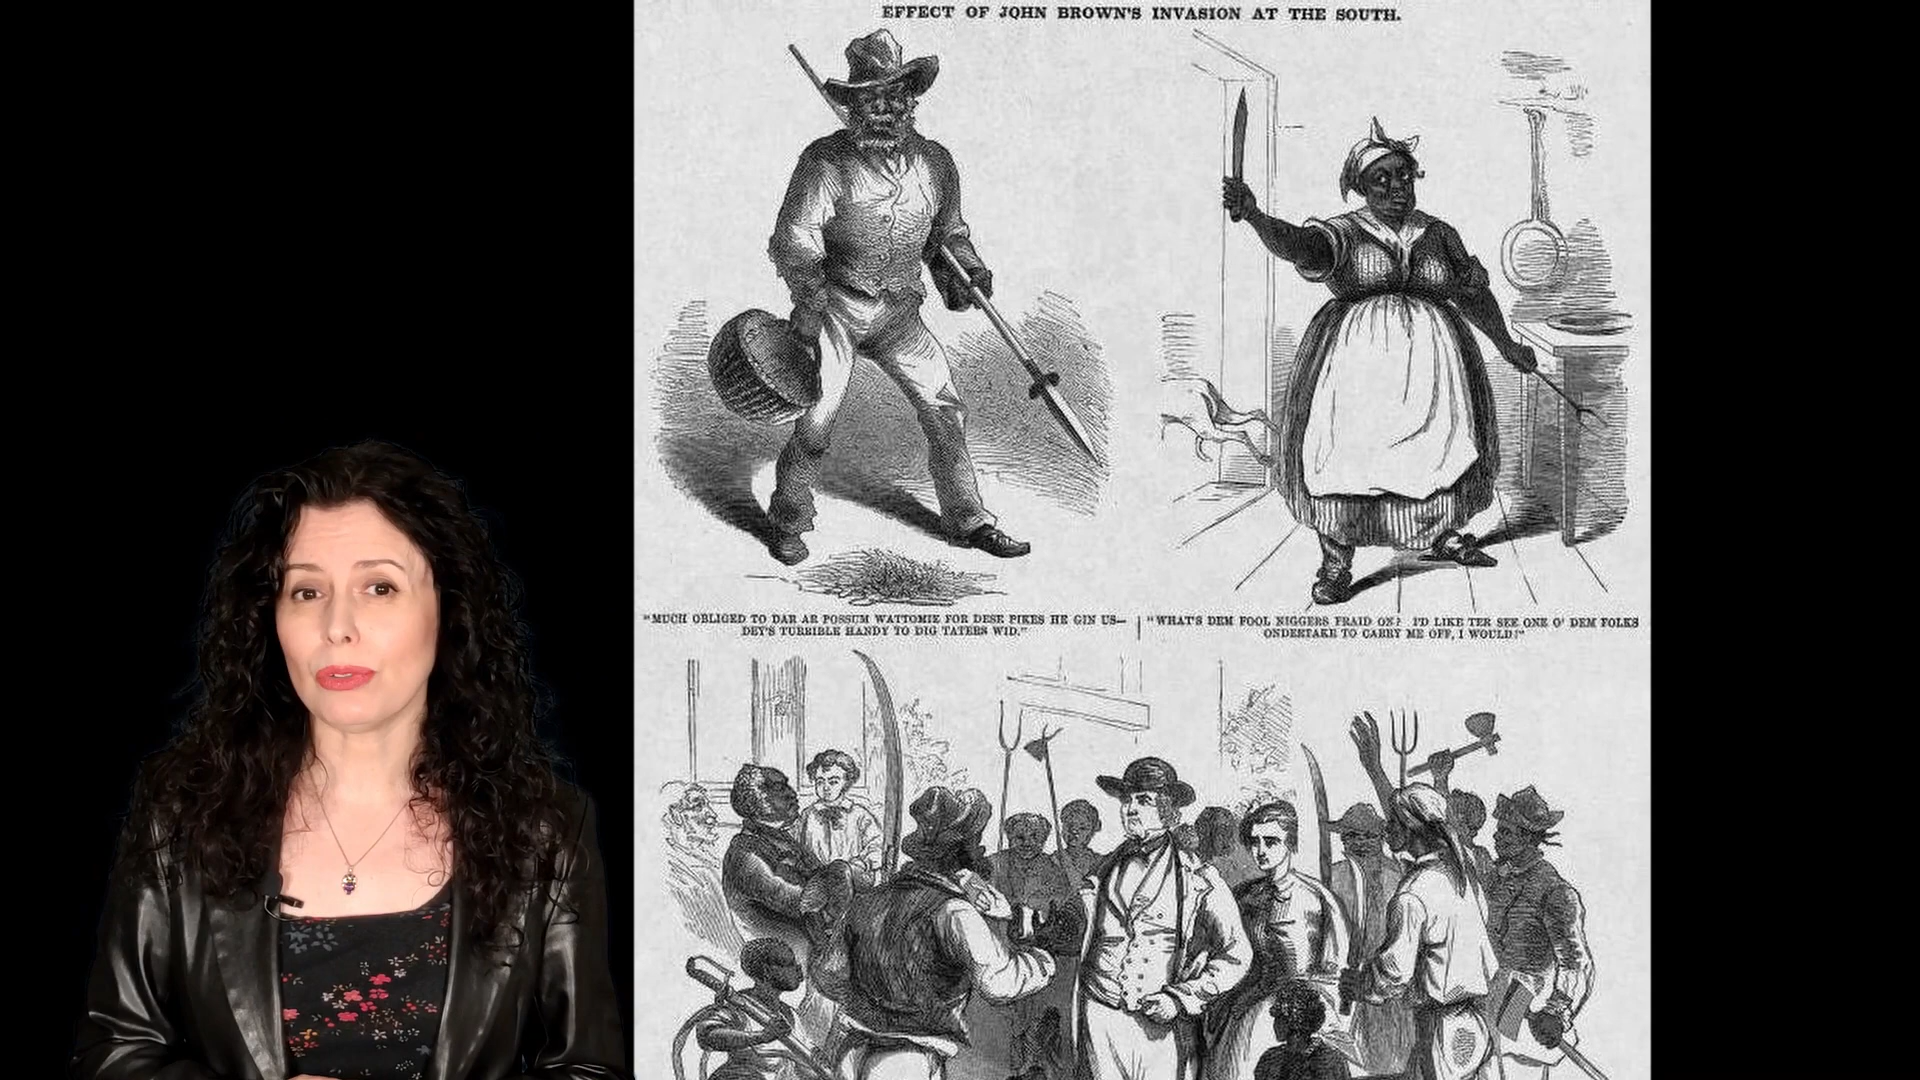 EFFECT OF JOHN BROWN'S INVASION AT THE SOUTH.
"MUCH OBLIGED TO DAR AR POSSUM WATTOMIE FOR DESE PIKES HE GIN US—
DEY'S TURRIBLE HANDY TO DIG TATERS WID."
"WHAT'S DEM FOOL NIGGERS FRAID ON? I'D LIKE TER SEE ONE O' DEM FOLKS
ONDERTAKE TO CARRY ME OFF, I WOULD!"